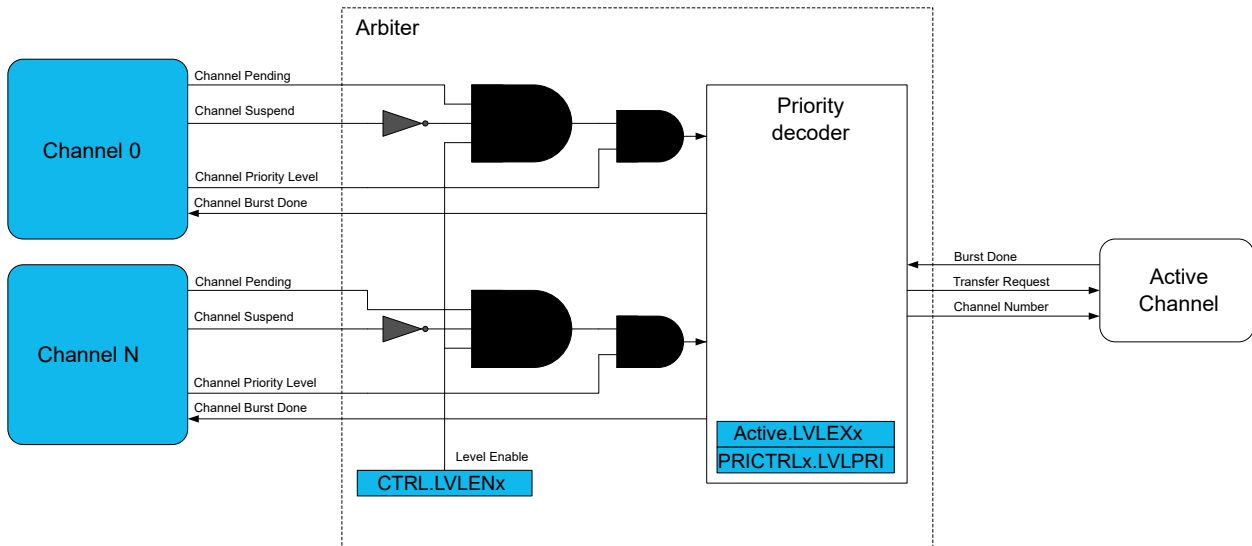 Arbiter
Channel 0
Channel Pending
Channel Suspend
Channel Priority Level
Channel Burst Done
Priority
decoder
Channel N
Channel Pending
Channel Suspend
Channel Priority Level
Channel Burst Done
Burst Done
Transfer Request
Channel Number
Active
Channel
Level Enable
CTRL.LVLENx
Active.LVLEXx
PRICTRLx.LVLPRI